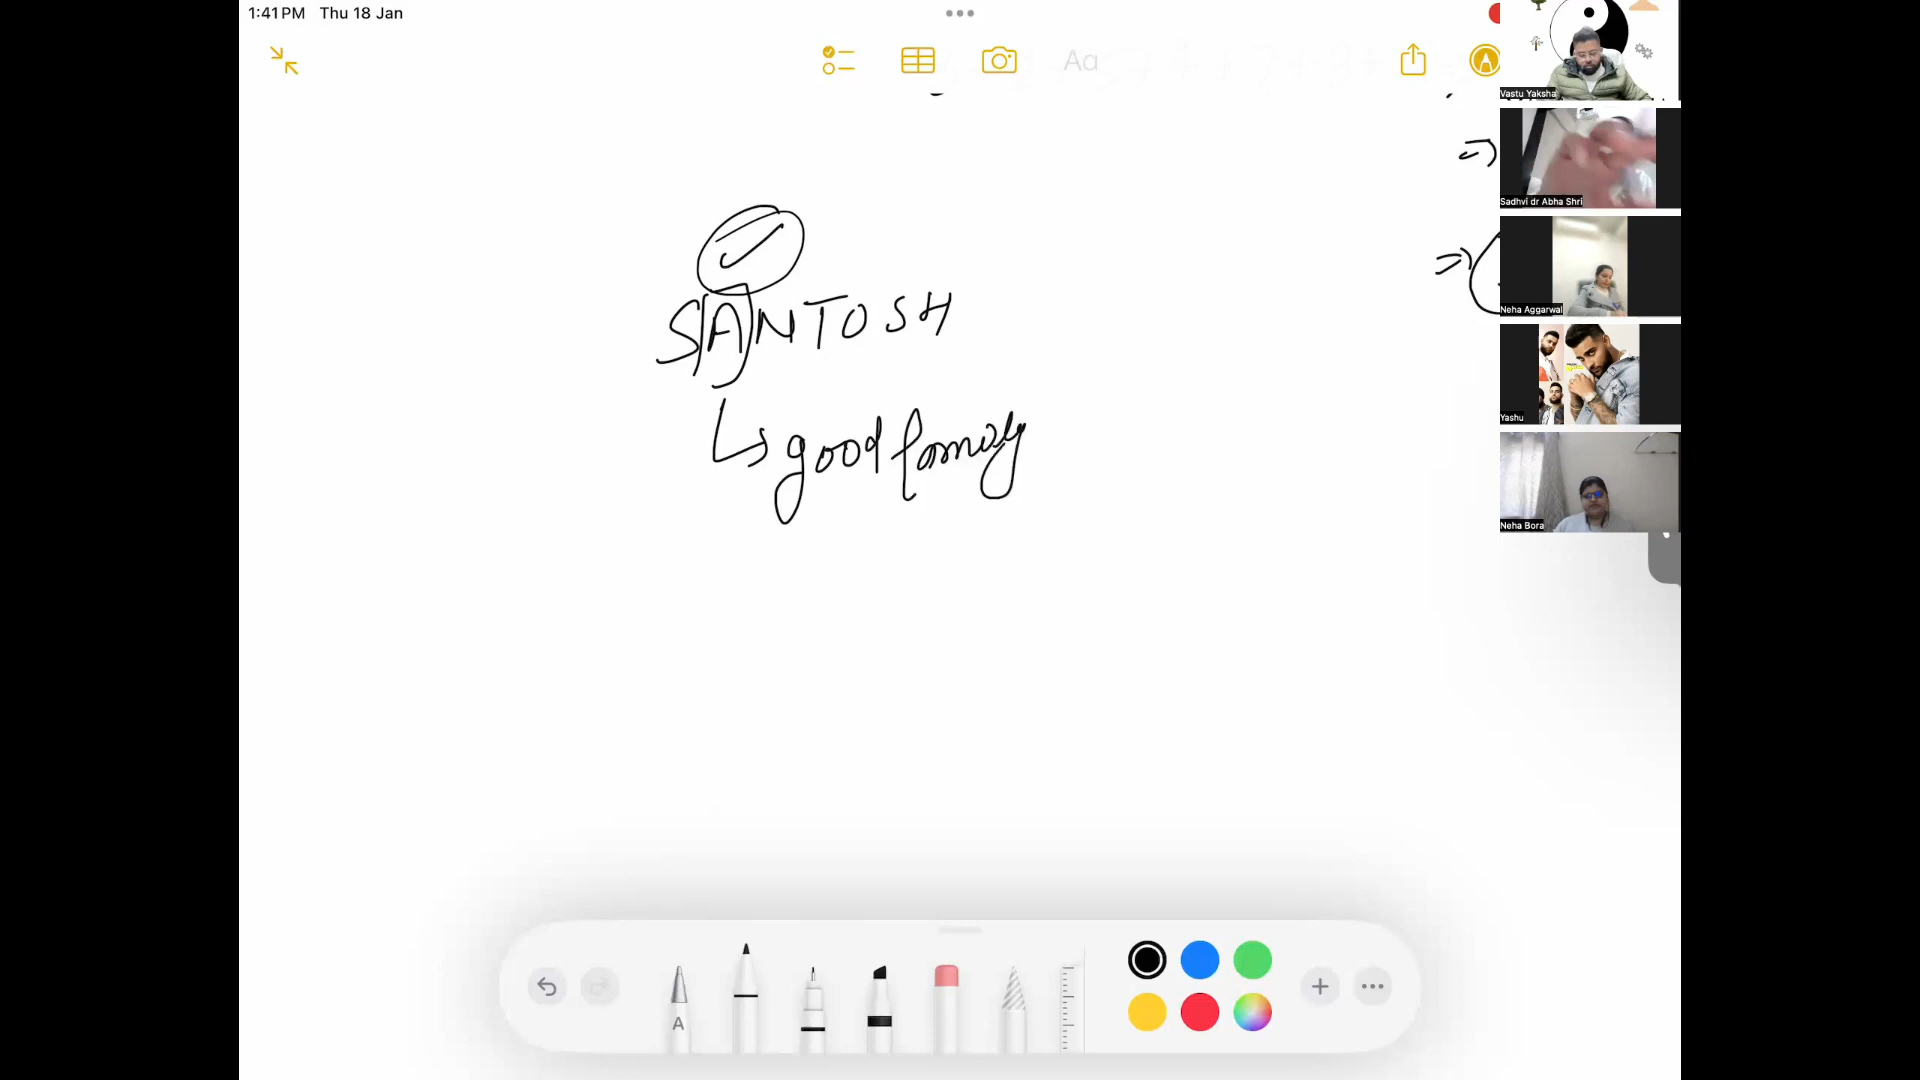 1:41 PM Thu 18 Jan
Aa
Vastu Yaksha
Sadhvi dr Abha Shri
Neha Aggarwal
Yashu
Neha Bora
SANTOSH
good family
A